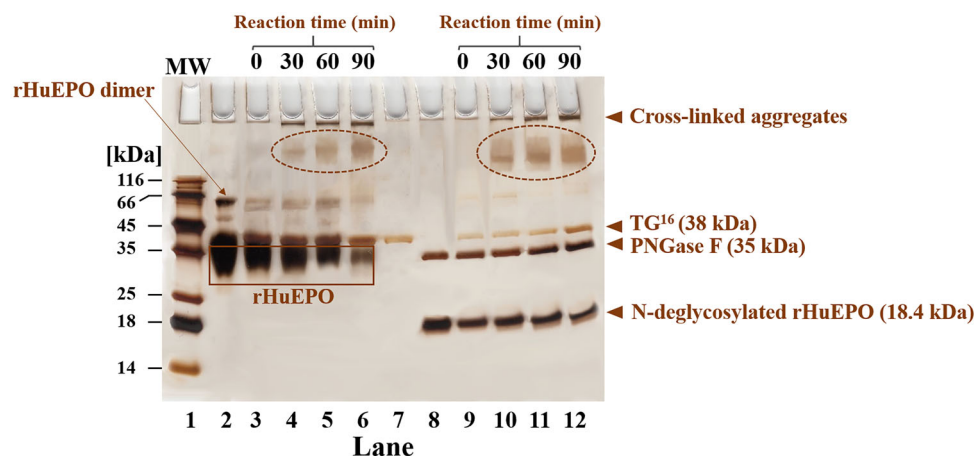 Reaction time (min) Reaction time (min)
MW 0 30 60 90 0 30 60 90
rHuEPO dimer
Cross-linked aggregates
[kDa]
116
66
45
35
25
18
14
TG¹⁶ (38 kDa)
PNGase F (35 kDa)
rHuEPO
N-deglycosylated rHuEPO (18.4 kDa)
1 2 3 4 5 6 7 8 9 10 11 12
Lane